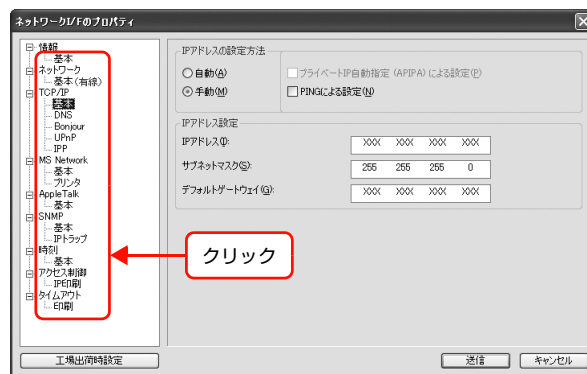 ネットワークI/Fのプロパティ
情報
基本
ネットワーク
基本(有線)
TCP/IP
基本
DNS
Bonjour
UPnP
IPP
MS Network
基本
プリンタ
AppleTalk
基本
SNMP
基本
IPトラップ
時刻
基本
アクセス制御
IPE印刷
タイムアウト
E印刷
IPアドレスの設定方法
自動(A)
手動(M)
プライベートIP自動指定 (APIPA) による設定(P)
PINGによる設定(N)
IPアドレス設定
IPアドレス(I):
XXX XXX XXX XXX
サブネットマスク(S):
255 255 255 0
デフォルトゲートウェイ(G):
XXX XXX XXX XXX
クリック
工場出荷時設定
送信
キャンセル